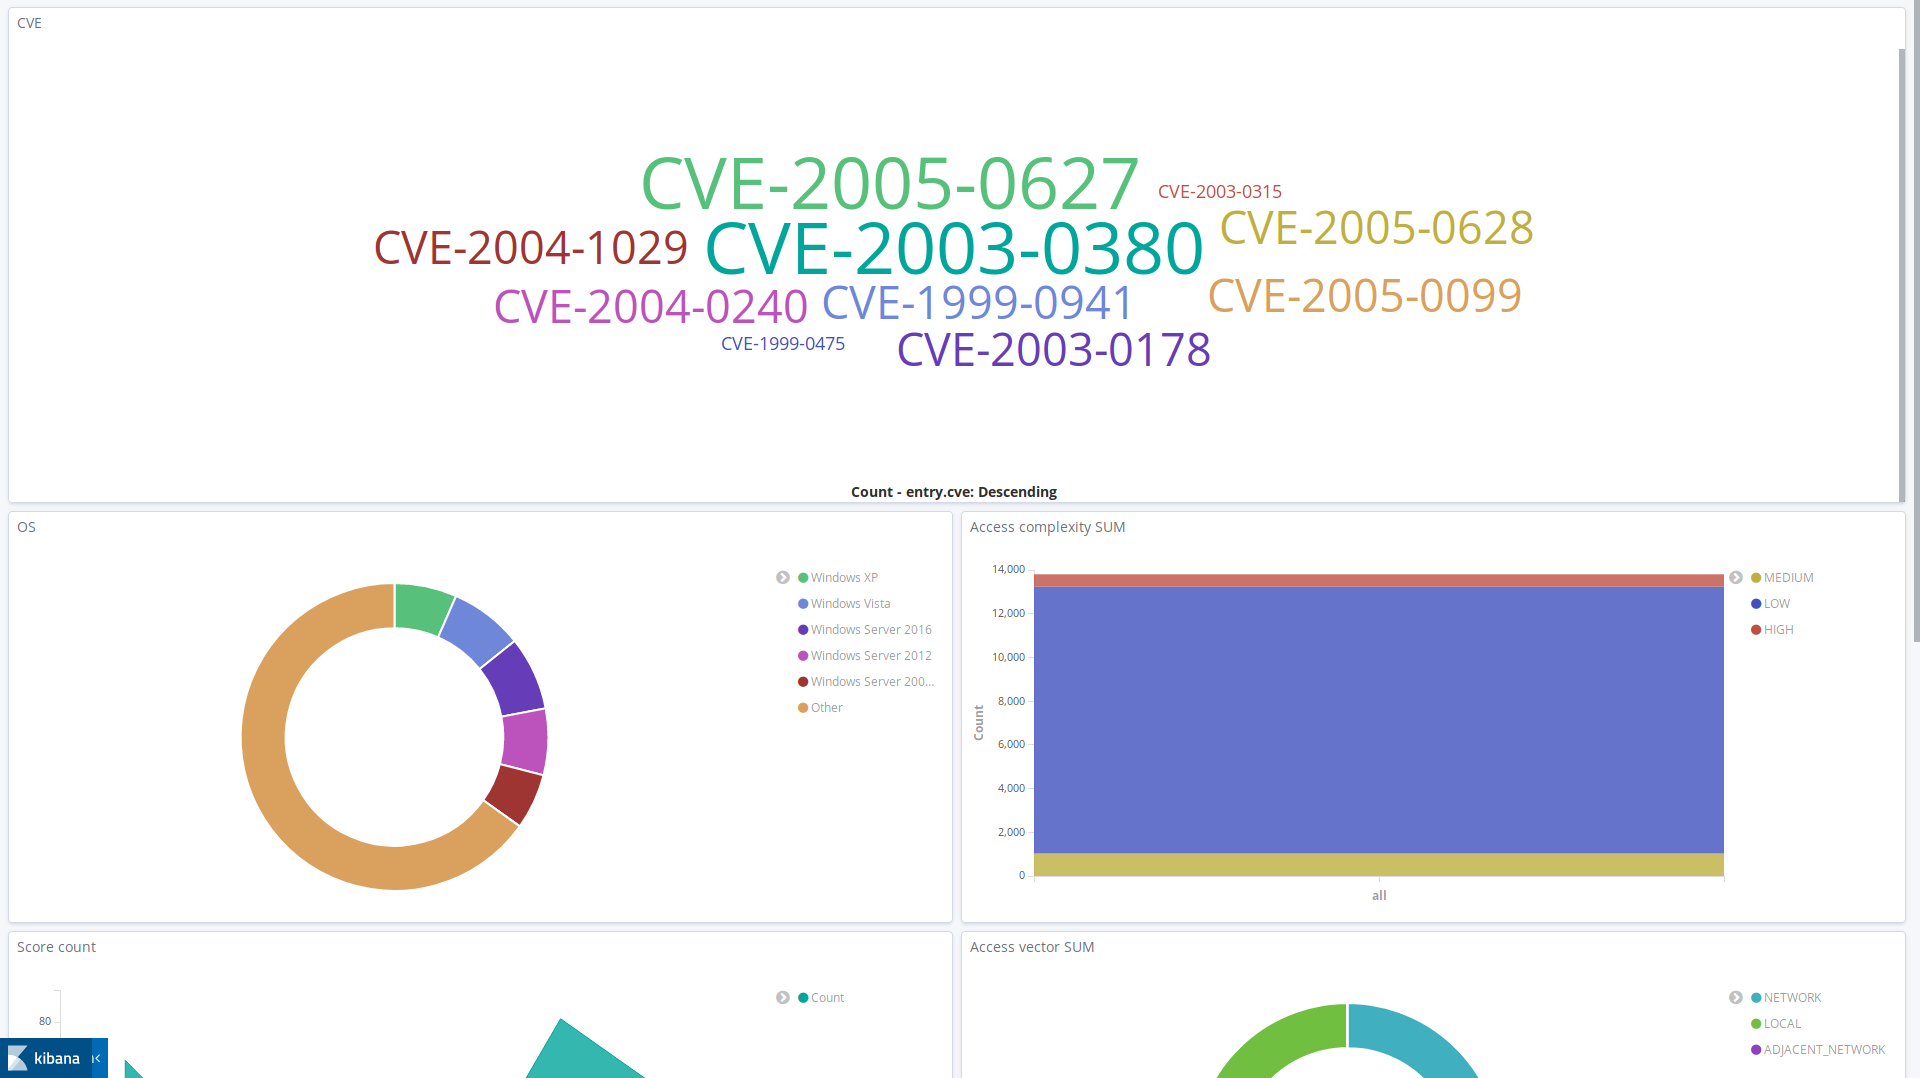 CVE
CVE-2005-0627
CVE-2003-0315
CVE-2005-0628
CVE-2004-1029
CVE-2003-0380
CVE-2005-0099
CVE-2004-0240
CVE-1999-0941
CVE-1999-0475
CVE-2003-0178
Count - entry.cve: Descending
OS
Windows XP
Windows Vista
Windows Server 2016
Windows Server 2012
Windows Server 200...
Other
Access complexity SUM
14,000
12,000
10,000
8,000
6,000
4,000
2,000
0
Count
all
MEDIUM
LOW
HIGH
Score count
80
Count
Access vector SUM
NETWORK
LOCAL
ADJACENT_NETWORK
kibana